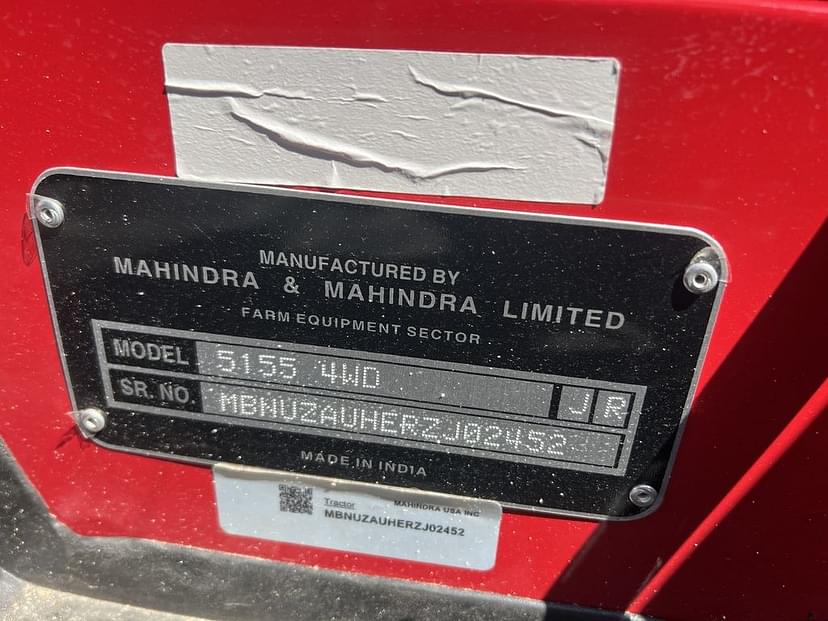 MANUFACTURED BY
MAHINDRA & MAHINDRA LIMITED
FARM EQUIPMENT SECTOR
MODEL 5155 4WD J R
SR. NO. MBNUZAUHERZJ02452
MADE IN INDIA
Tractor MAHINDRA USA INC
MBNUZAUHERZJ02452